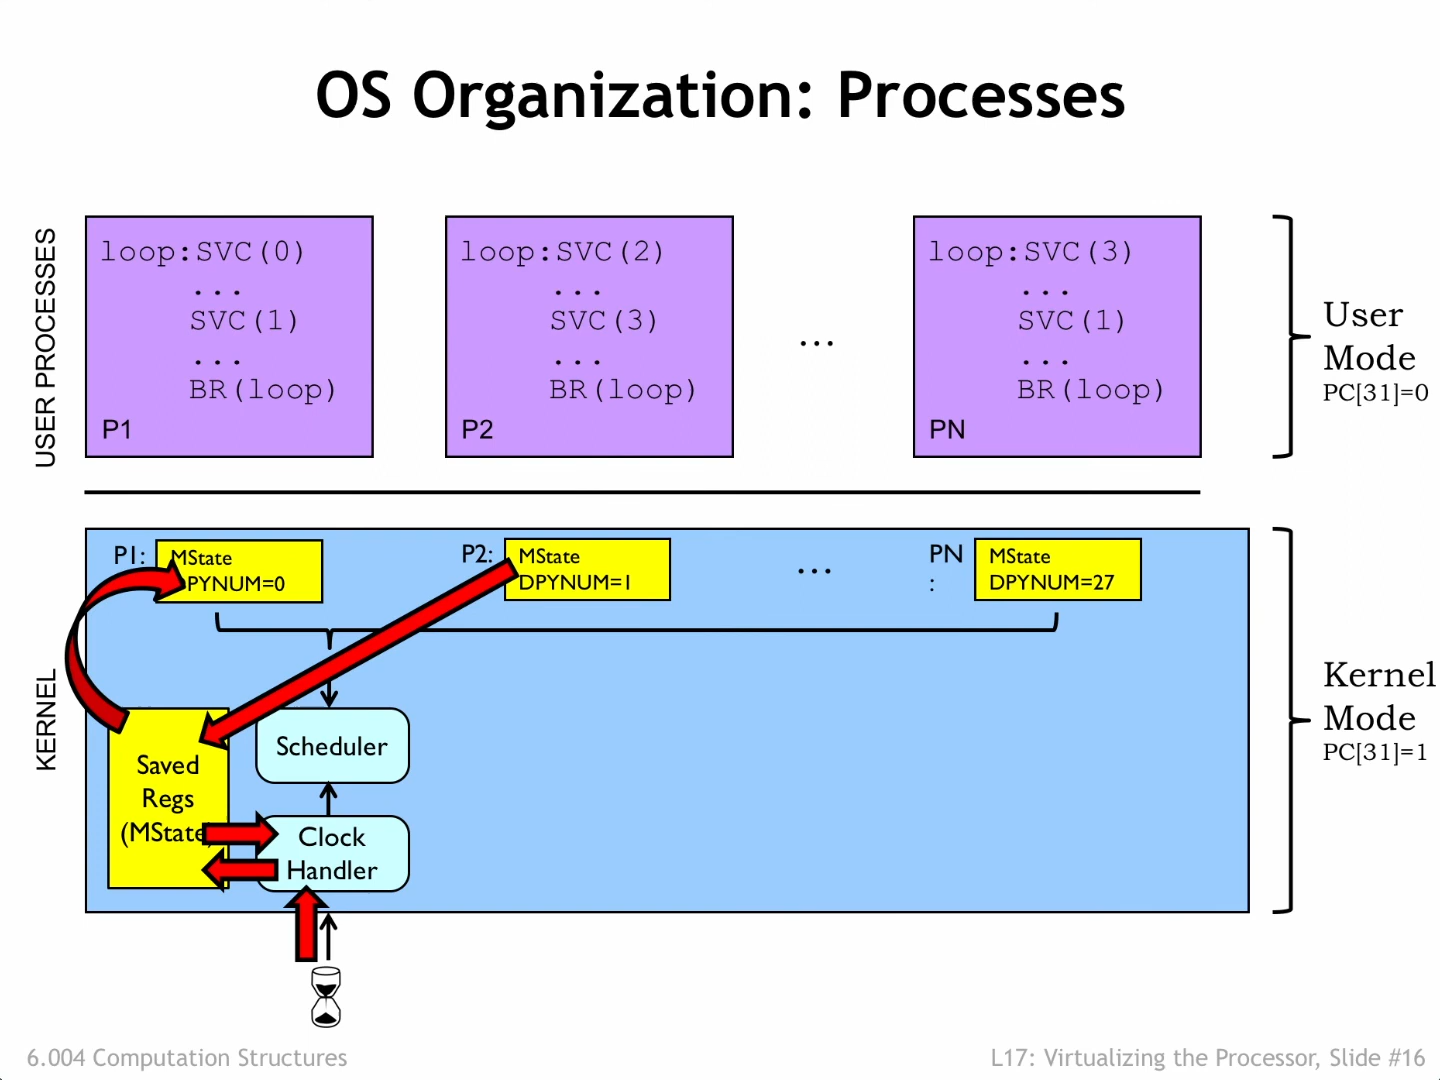 OS Organization: Processes
USER PROCESSES
loop:SVC(0)
...
SVC(1)
...
BR(loop)
P1
loop:SVC(2)
...
SVC(3)
...
BR(loop)
P2
...
loop:SVC(3)
...
SVC(1)
...
BR(loop)
PN
User
Mode
PC[31]=0
KERNEL
P1:
MState
PYNUM=0
P2:
MState
DPYNUM=1
...
PN
:
MState
DPYNUM=27
Scheduler
Saved
Regs
(MState
Clock
Handler
Kernel
Mode
PC[31]=1
6.004 Computation Structures
L17: Virtualizing the Processor, Slide #16